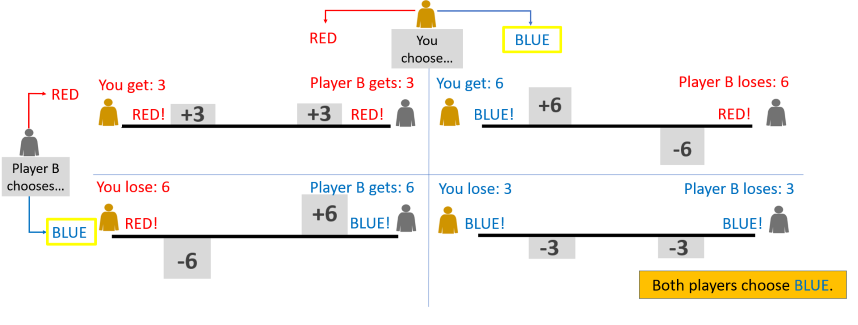 RED
You
choose...
BLUE
You get: 3
Player B gets: 3
RED!
+3
+3
RED!
You get: 6
Player B loses: 6
BLUE!
+6
RED!
-6
RED
Player B
chooses...
BLUE
You lose: 6
Player B gets: 6
RED!
+6
BLUE!
-6
You lose: 3
Player B loses: 3
BLUE!
BLUE!
-3
-3
Both players choose BLUE.